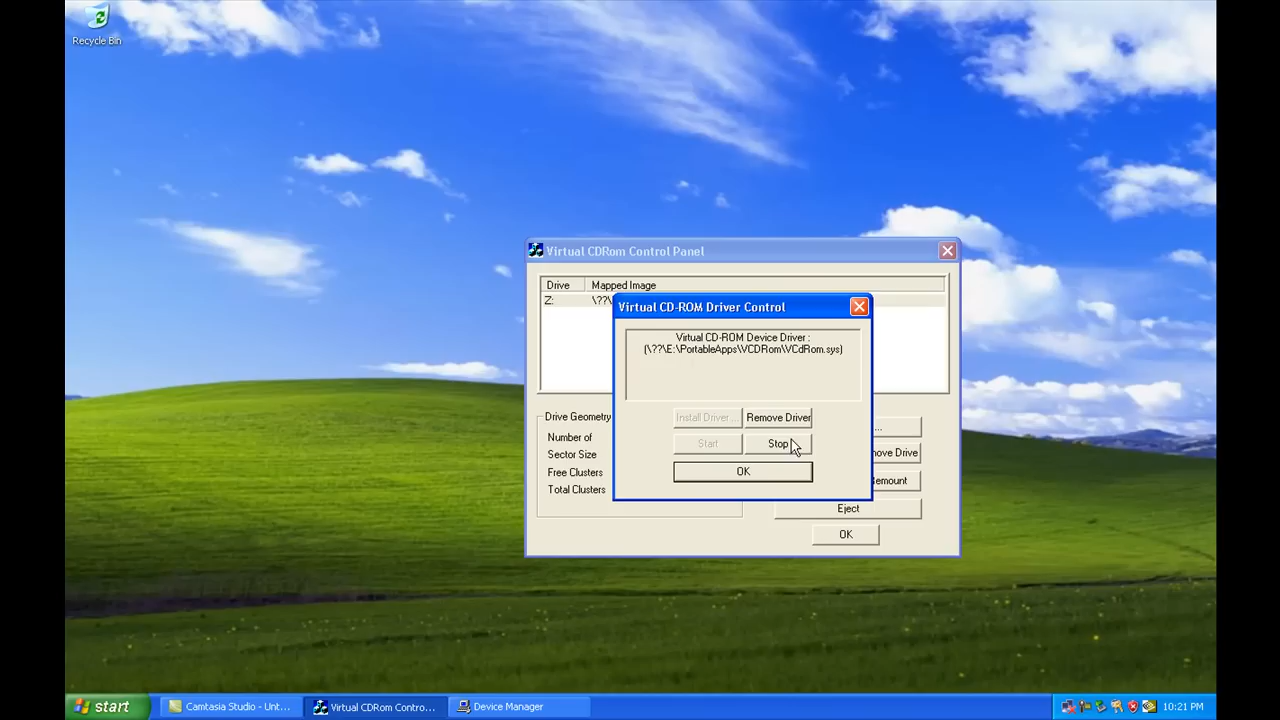 Recycle Bin
Virtual CDRom Control Panel
Drive Mapped Image
Z: \??\
Virtual CD-ROM Driver Control
Virtual CD-ROM Device Driver :
(\??\E:\PortableApps\VCDRom\VCdRom.sys)
Install Driver ... Remove Driver
Start Stop
OK
Drive Geometry
Number of
Sector Size
Free Clusters
Total Clusters
...
ove Drive
emount
Eject
OK
start Camtasia Studio - Unt... Virtual CDRom Contro... Device Manager 10:21 PM